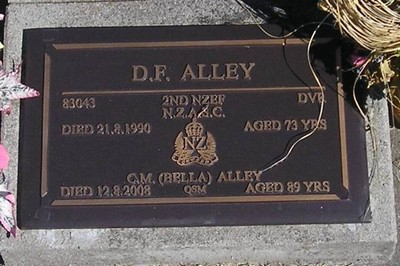 D.F. ALLEY
83043 2ND NZEF DVR
N.Z.A.S.C.
DIED 21.8.1990 AGED 73 YRS
NZ
O.M. (BELLA) ALLEY
DIED 12.8.2008 QSM AGED 89 YRS